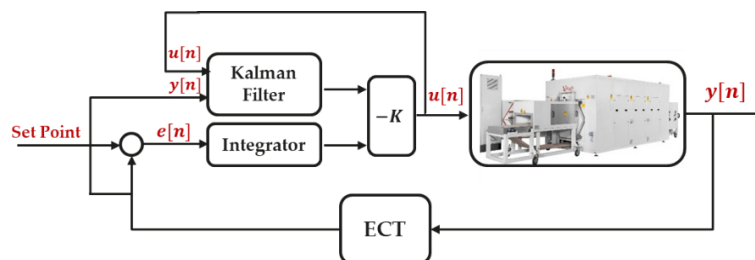 u[n]
y[n]
Kalman
Filter
-K
u[n]
y[n]
Set Point
e[n]
Integrator
ECT